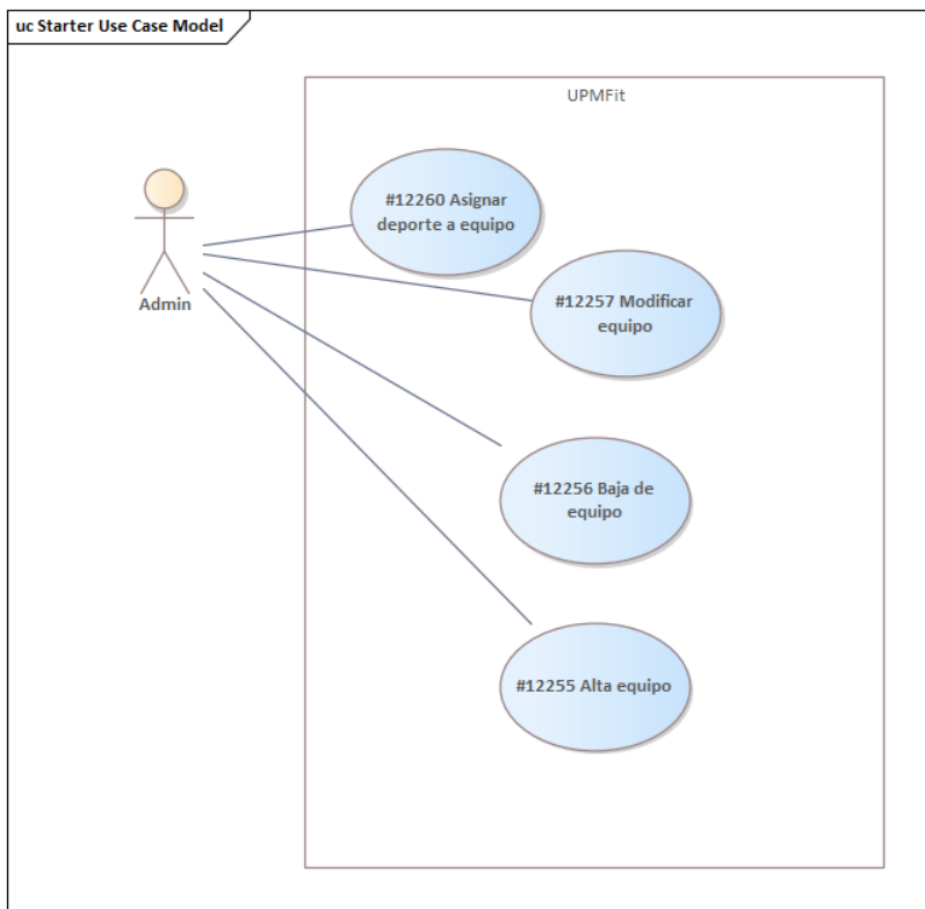 uc Starter Use Case Model
UPMFit
#12260 Asignar
deporte a equipo
#12257 Modificar
equipo
Admin
#12256 Baja de
equipo
#12255 Alta equipo